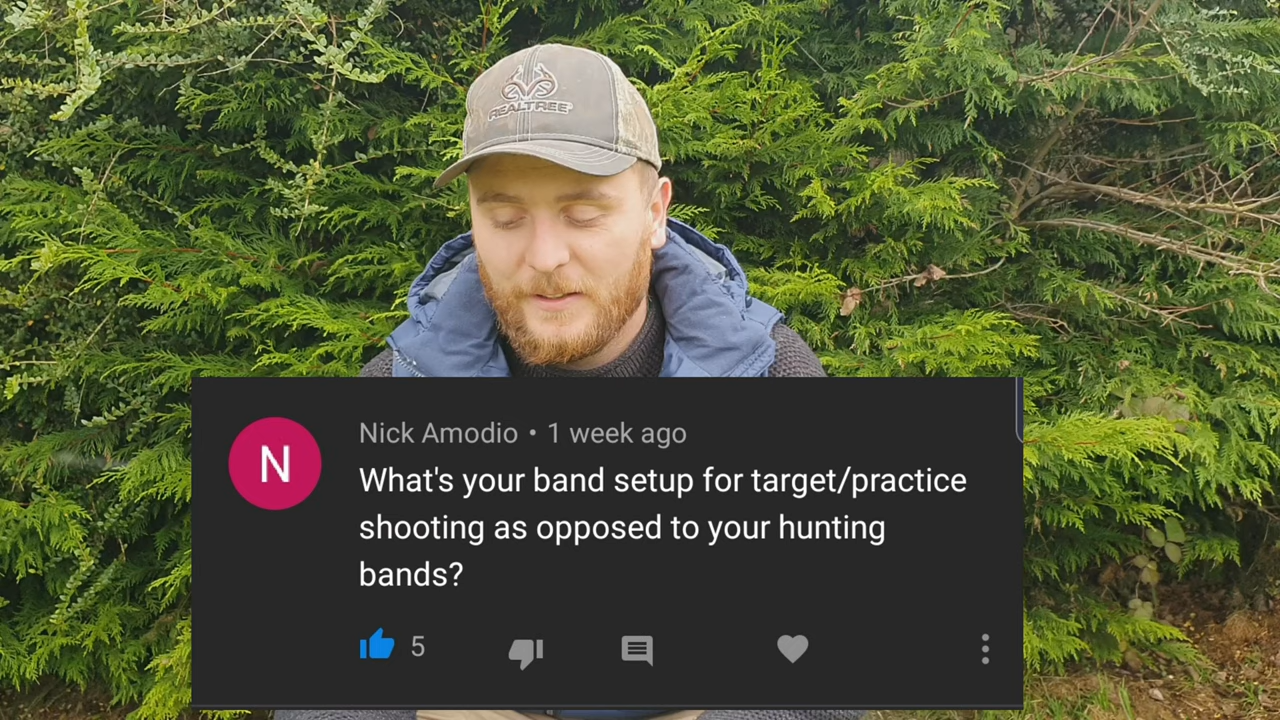 REALTREE
N
Nick Amodio • 1 week ago
What's your band setup for target/practice
shooting as opposed to your hunting
bands?
5